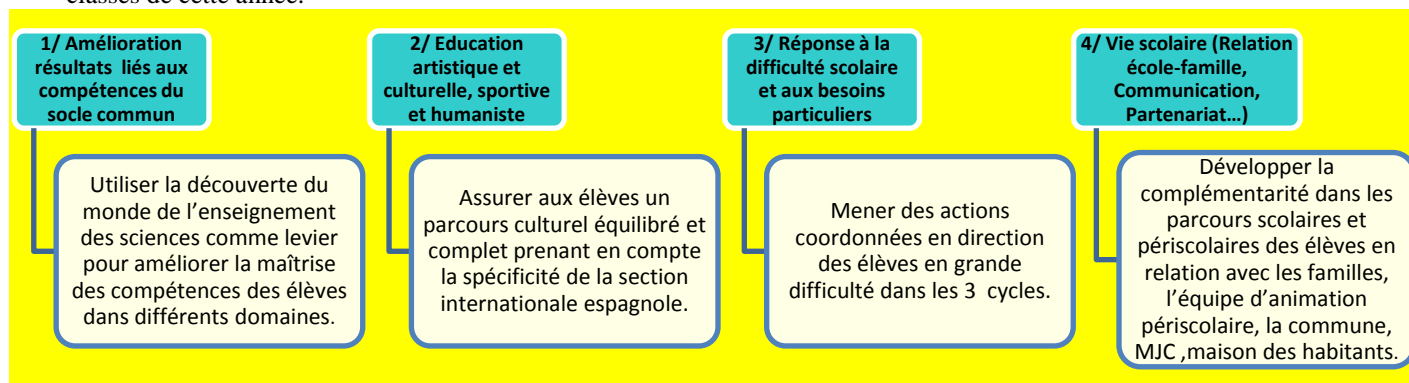 classes de cette année.
1/ Amélioration
résultats liés aux
compétences du
socle commun
Utiliser la découverte du
monde de l’enseignement
des sciences comme levier
pour améliorer la maîtrise
des compétences des élèves
dans différents domaines.
2/ Education
artistique et
culturelle, sportive
et humaniste
Assurer aux élèves un
parcours culturel équilibré et
complet prenant en compte
la spécificité de la section
internationale espagnole.
3/ Réponse à la
difficulté scolaire
et aux besoins
particuliers
Mener des actions
coordonnées en direction
des élèves en grande
difficulté dans les 3 cycles.
4/ Vie scolaire (Relation
école-famille,
Communication,
Partenariat…)
Développer la
complémentarité dans les
parcours scolaires et
périscolaires des élèves en
relation avec les familles,
l’équipe d’animation
périscolaire, la commune,
MJC ,maison des habitants.